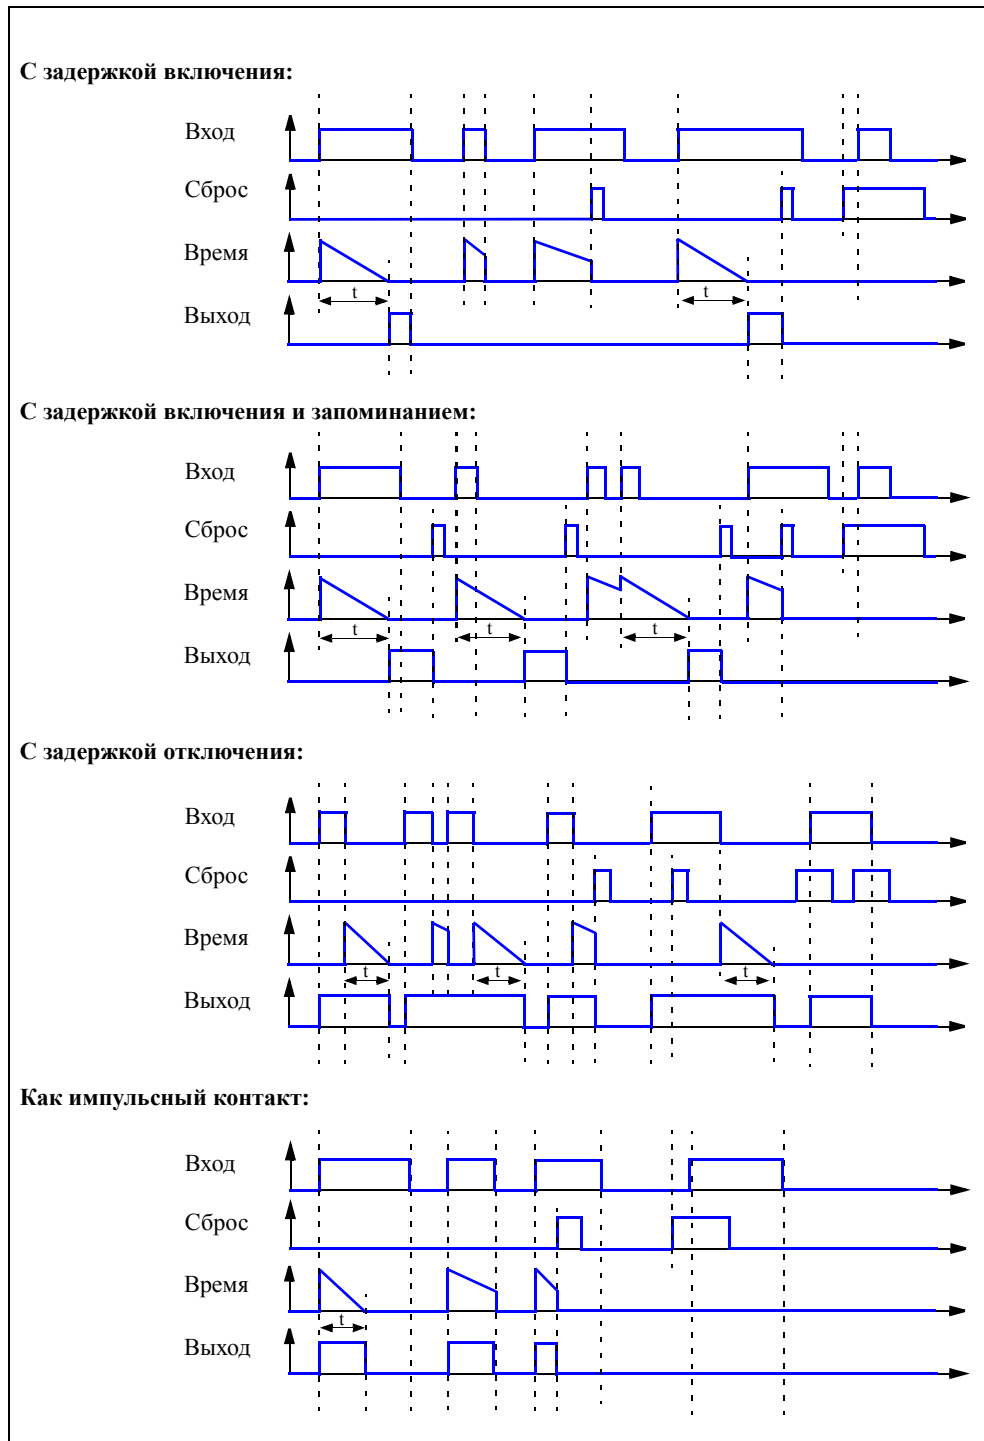 С задержкой включения:
Вход
Сброс
Время
t
t
Выход
С задержкой включения и запоминанием:
Вход
Сброс
Время
t
t
t
Выход
С задержкой отключения:
Вход
Сброс
Время
t
t
t
Выход
Как импульсный контакт:
Вход
Сброс
Время
t
Выход